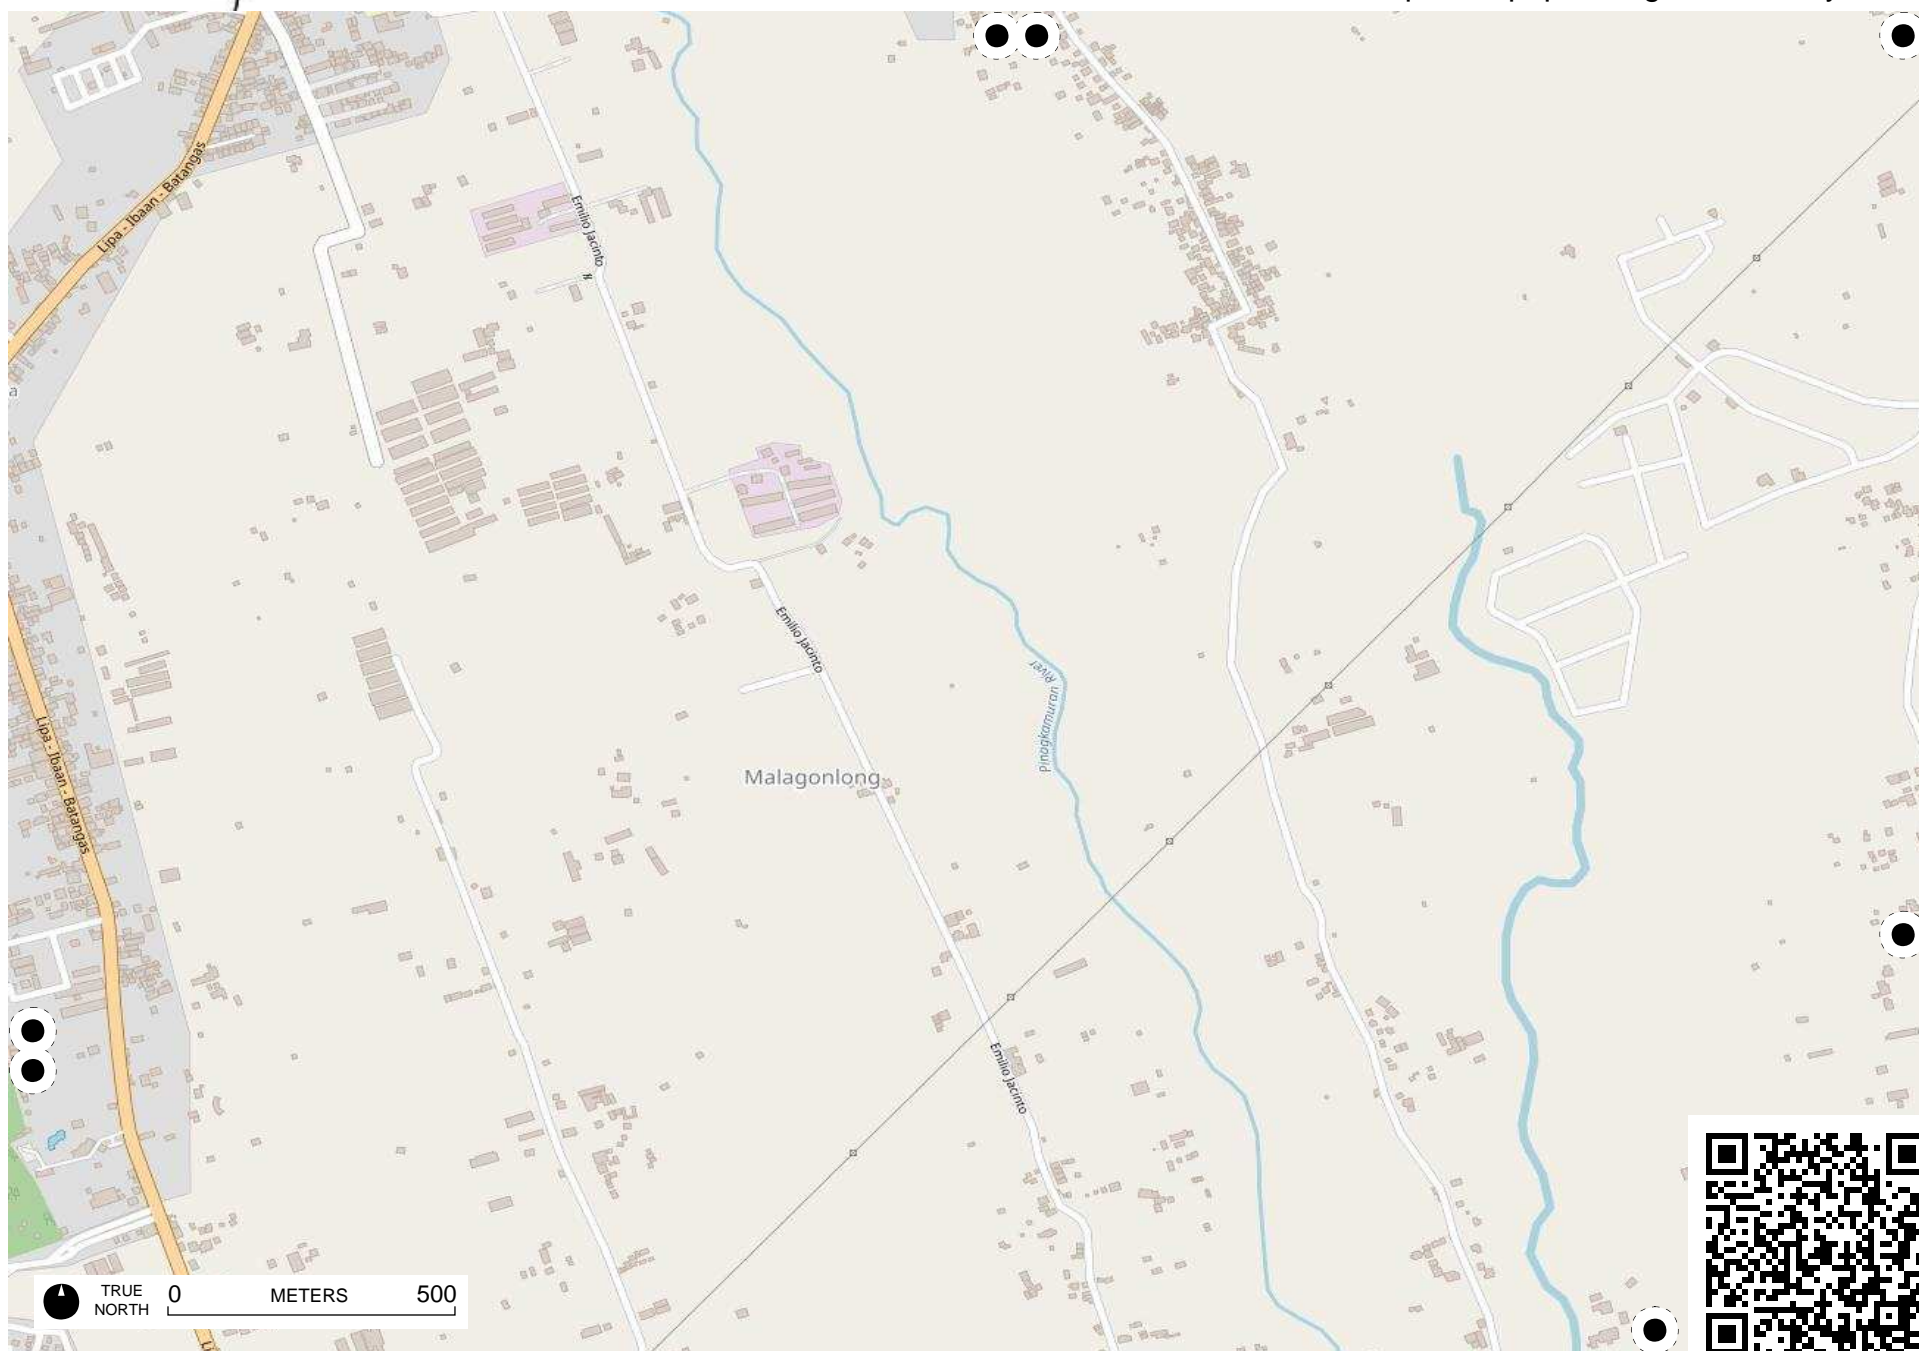 Lipa - Ibaan - Batangas
Emilio Jacinto
Emilio Jacinto
Pinagkamuran
River
Lipa - Ibaan - Batangas
Malagonlong
Emilio Jacinto
TRUE
NORTH
0 METERS 500